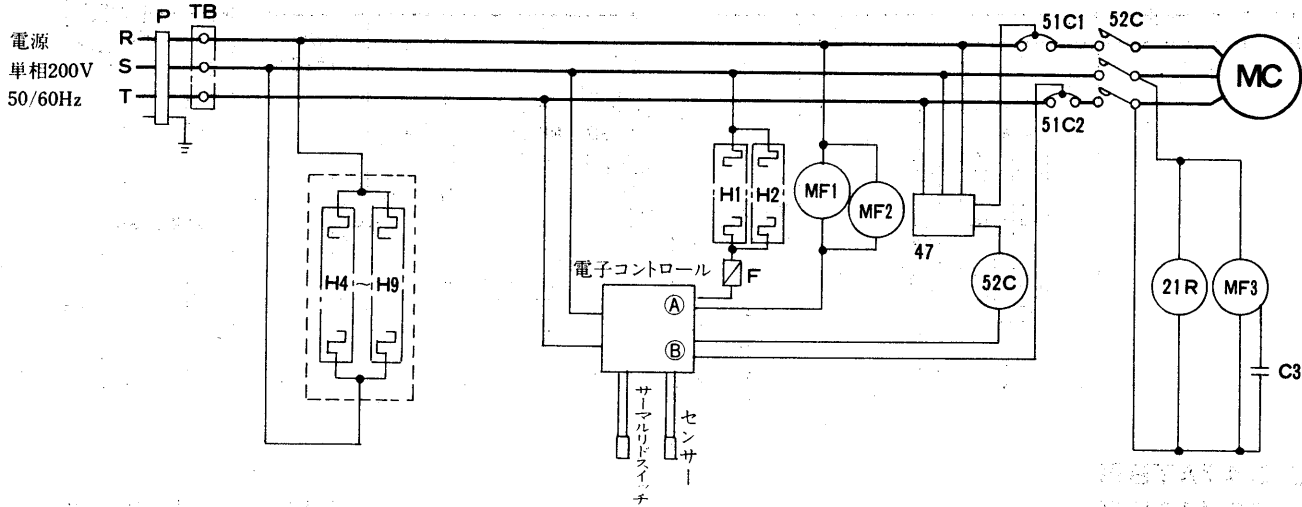 P TB
電源 R
単相200V S
50/60Hz T
51C1 52C
MC
51C2
H1 H2
MF1
MF2
47
52C
電子コントロール
F
Ⓐ
Ⓑ
H4~H9
21R
MF3
C3
サーマルリードスイッチ
センサー